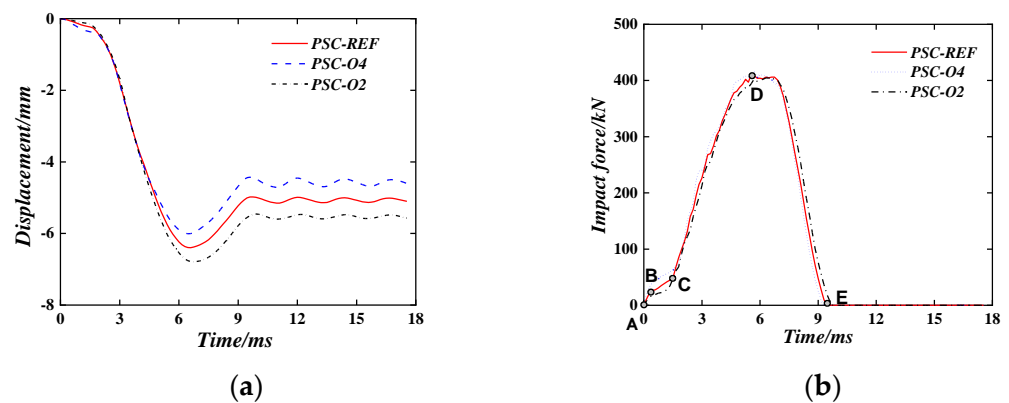 0
-2
-4
-6
-8
0 3 6 9 12 15 18
Displacement/mm
Time/ms
PSC-REF
PSC-O4
PSC-O2
(a)
500
400
300
200
100
0
0 3 6 9 12 15 18
Impact force/kN
Time/ms
PSC-REF
PSC-O4
PSC-O2
A
B
C
D
E
(b)